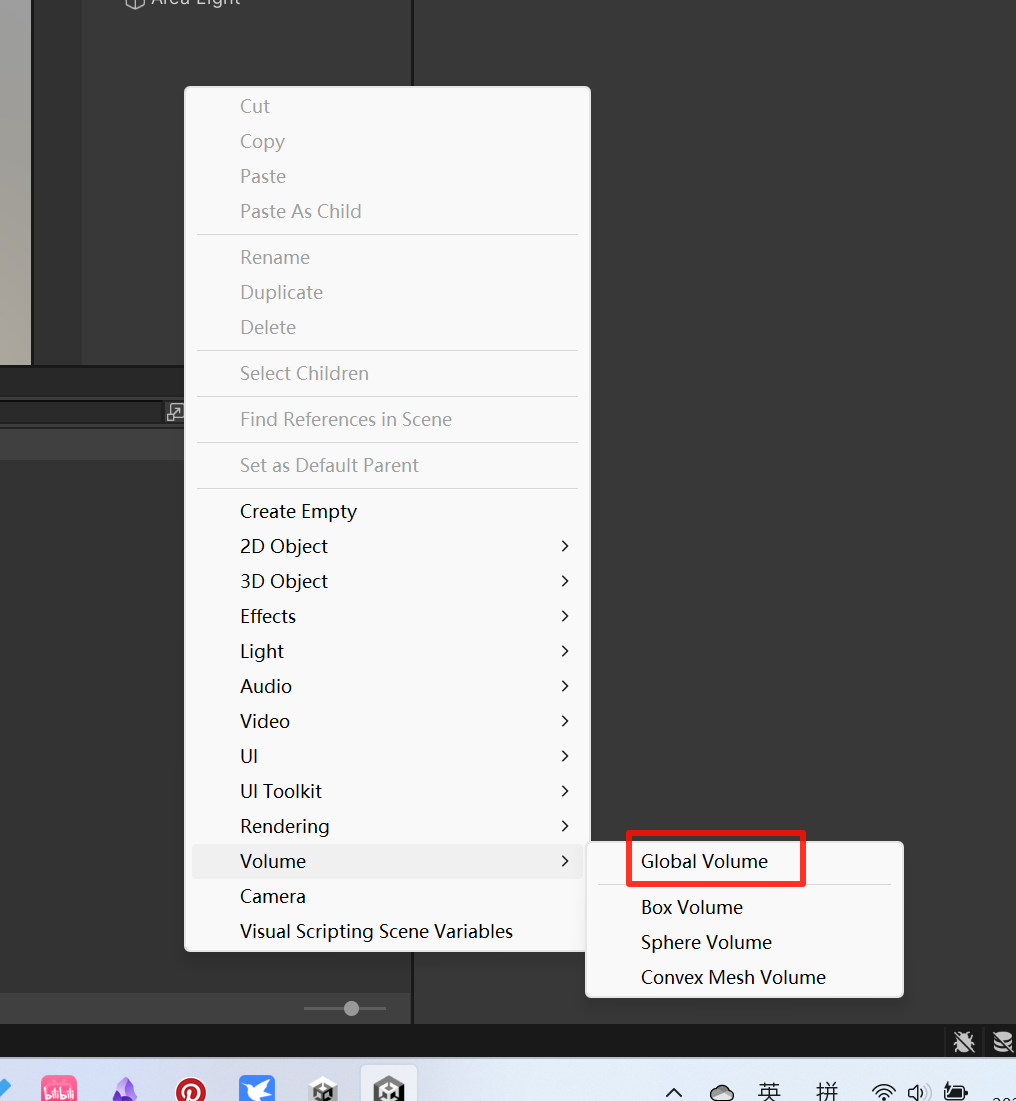 Area Light
Cut
Copy
Paste
Paste As Child
Rename
Duplicate
Delete
Select Children
Find References in Scene
Set as Default Parent
Create Empty
2D Object
3D Object
Effects
Light
Audio
Video
UI
UI Toolkit
Rendering
Volume
Global Volume
Camera
Box Volume
Visual Scripting Scene Variables
Sphere Volume
Convex Mesh Volume
bilibili
英
拼